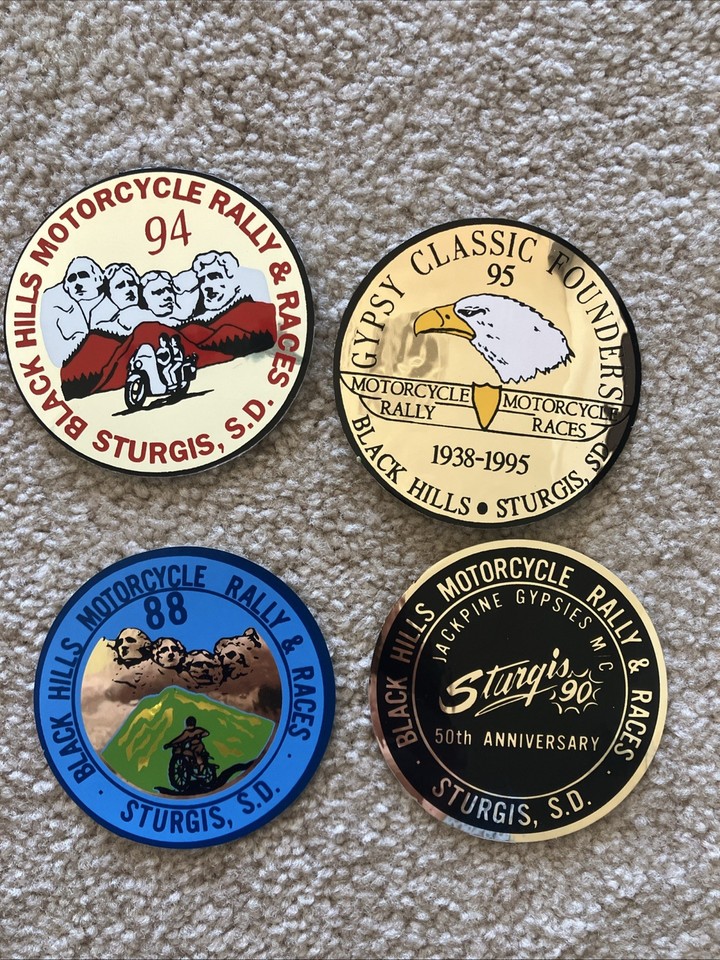 BLACK HILLS MOTORCYCLE RALLY & RACES
94
STURGIS, S.D.
GYPSY CLASSIC FOUNDERS
95
MOTORCYCLE RALLY
MOTORCYCLE RACES
1938-1995
BLACK HILLS • STURGIS, SD
BLACK HILLS MOTORCYCLE RALLY & RACES
88
· STURGIS, S.D. ·
BLACK HILLS MOTORCYCLE RALLY & RACES
JACKPINE GYPSIES M/C
Sturgis 90
50th ANNIVERSARY
· STURGIS, S.D. ·